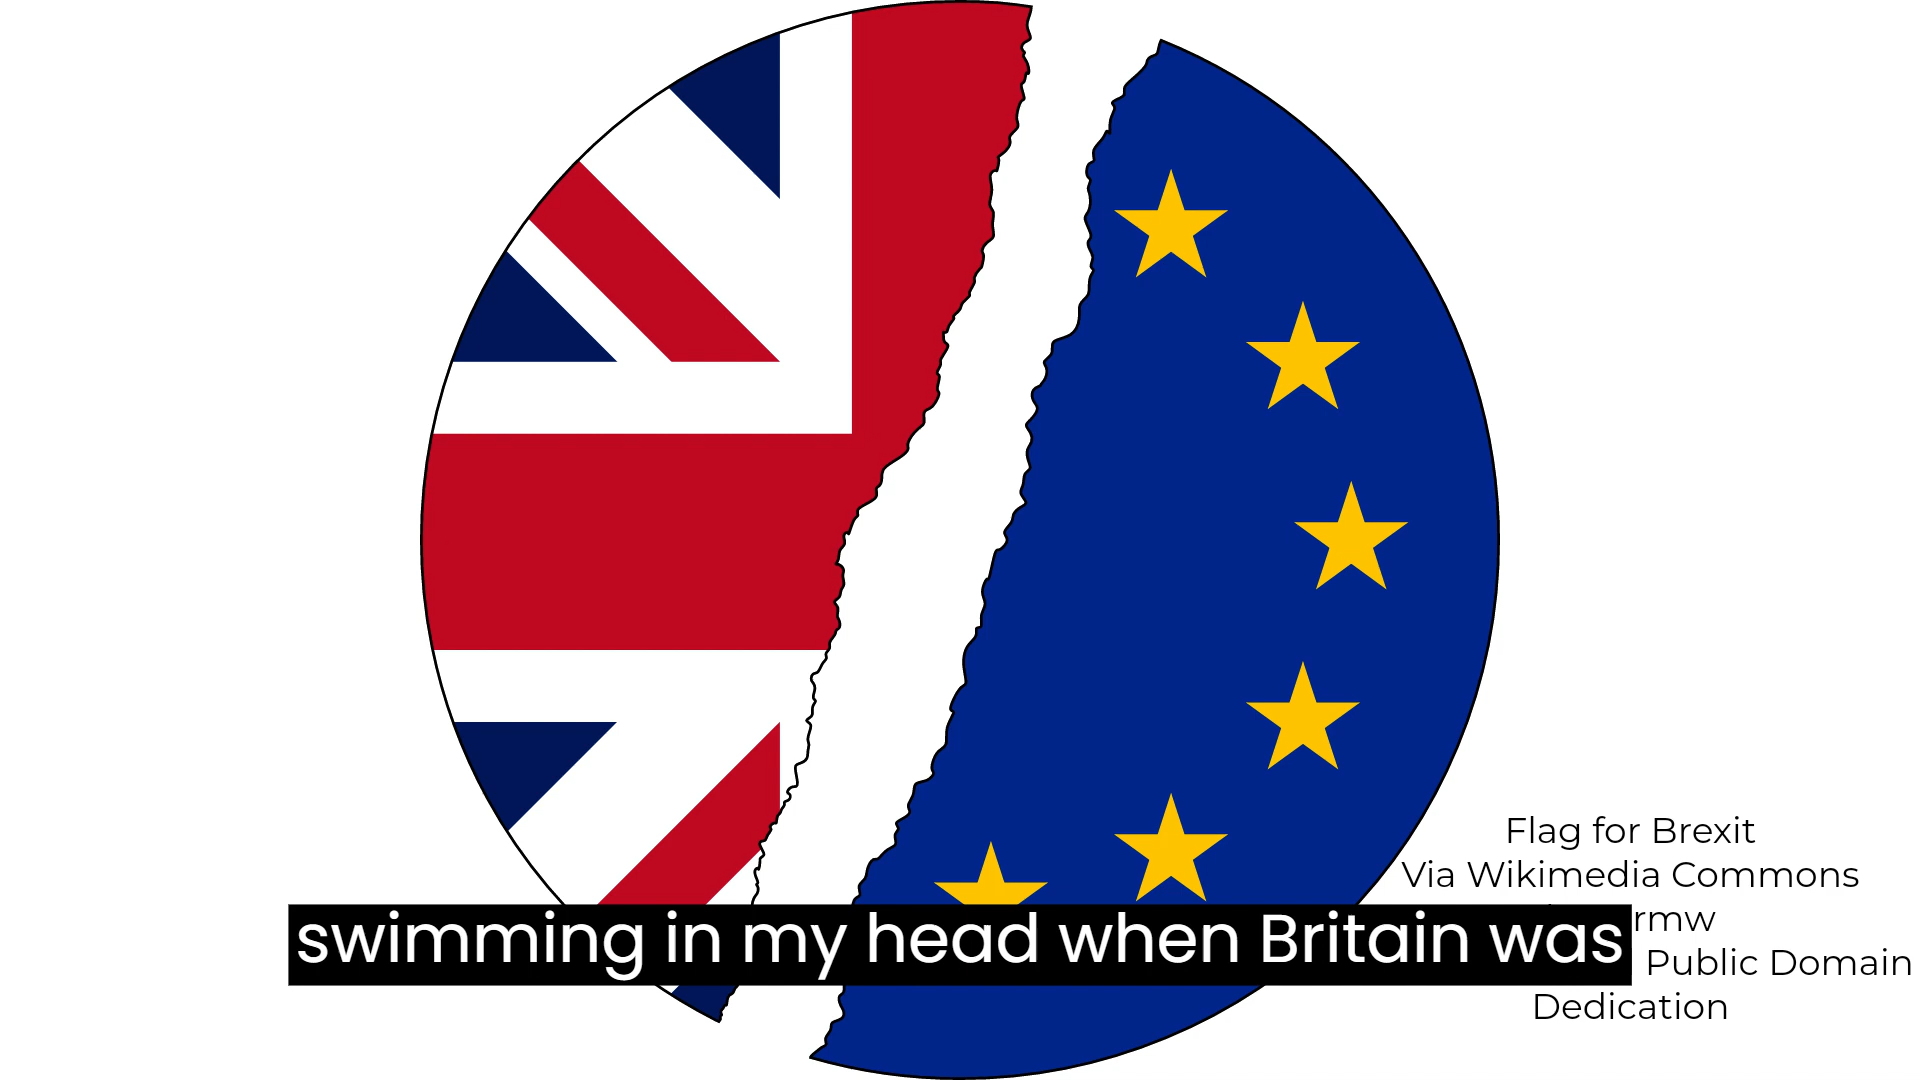 Flag for Brexit
Via Wikimedia Commons
rmw
Public Domain
Dedication
swimming in my head when Britain was